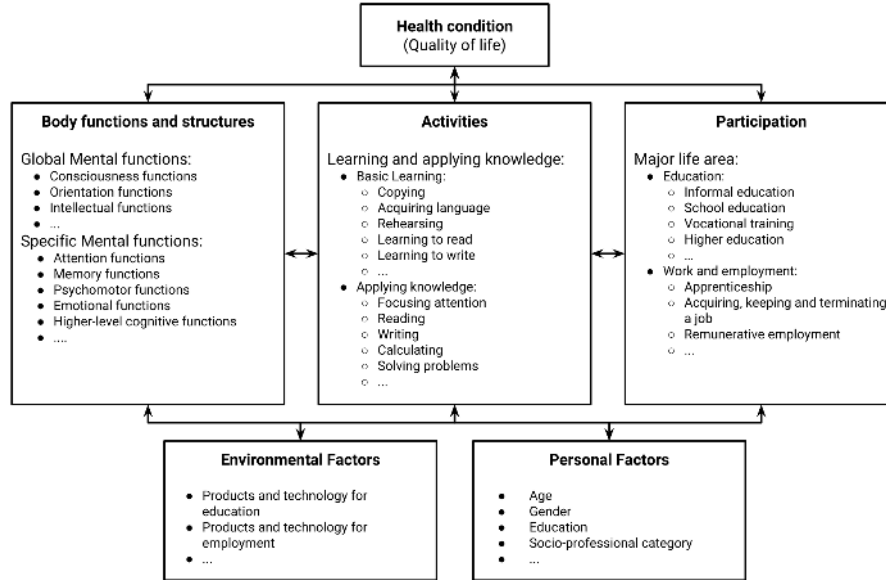 Health condition
(Quality of life)
Body functions and structures
Global Mental functions:
● Consciousness functions
● Orientation functions
● Intellectual functions
● ...
Specific Mental functions:
● Attention functions
● Memory functions
● Psychomotor functions
● Emotional functions
● Higher-level cognitive functions
● ....
Activities
Learning and applying knowledge:
● Basic Learning:
○ Copying
○ Acquiring language
○ Rehearsing
○ Learning to read
○ Learning to write
○ ...
● Applying knowledge:
○ Focusing attention
○ Reading
○ Writing
○ Calculating
○ Solving problems
○ ...
Participation
Major life area:
● Education:
○ Informal education
○ School education
○ Vocational training
○ Higher education
○ ...
● Work and employment:
○ Apprenticeship
○ Acquiring, keeping and terminating
a job
○ Remunerative employment
○ ...
Environmental Factors
● Products and technology for
education
● Products and technology for
employment
● ...
Personal Factors
● Age
● Gender
● Education
● Socio-professional category
● ...